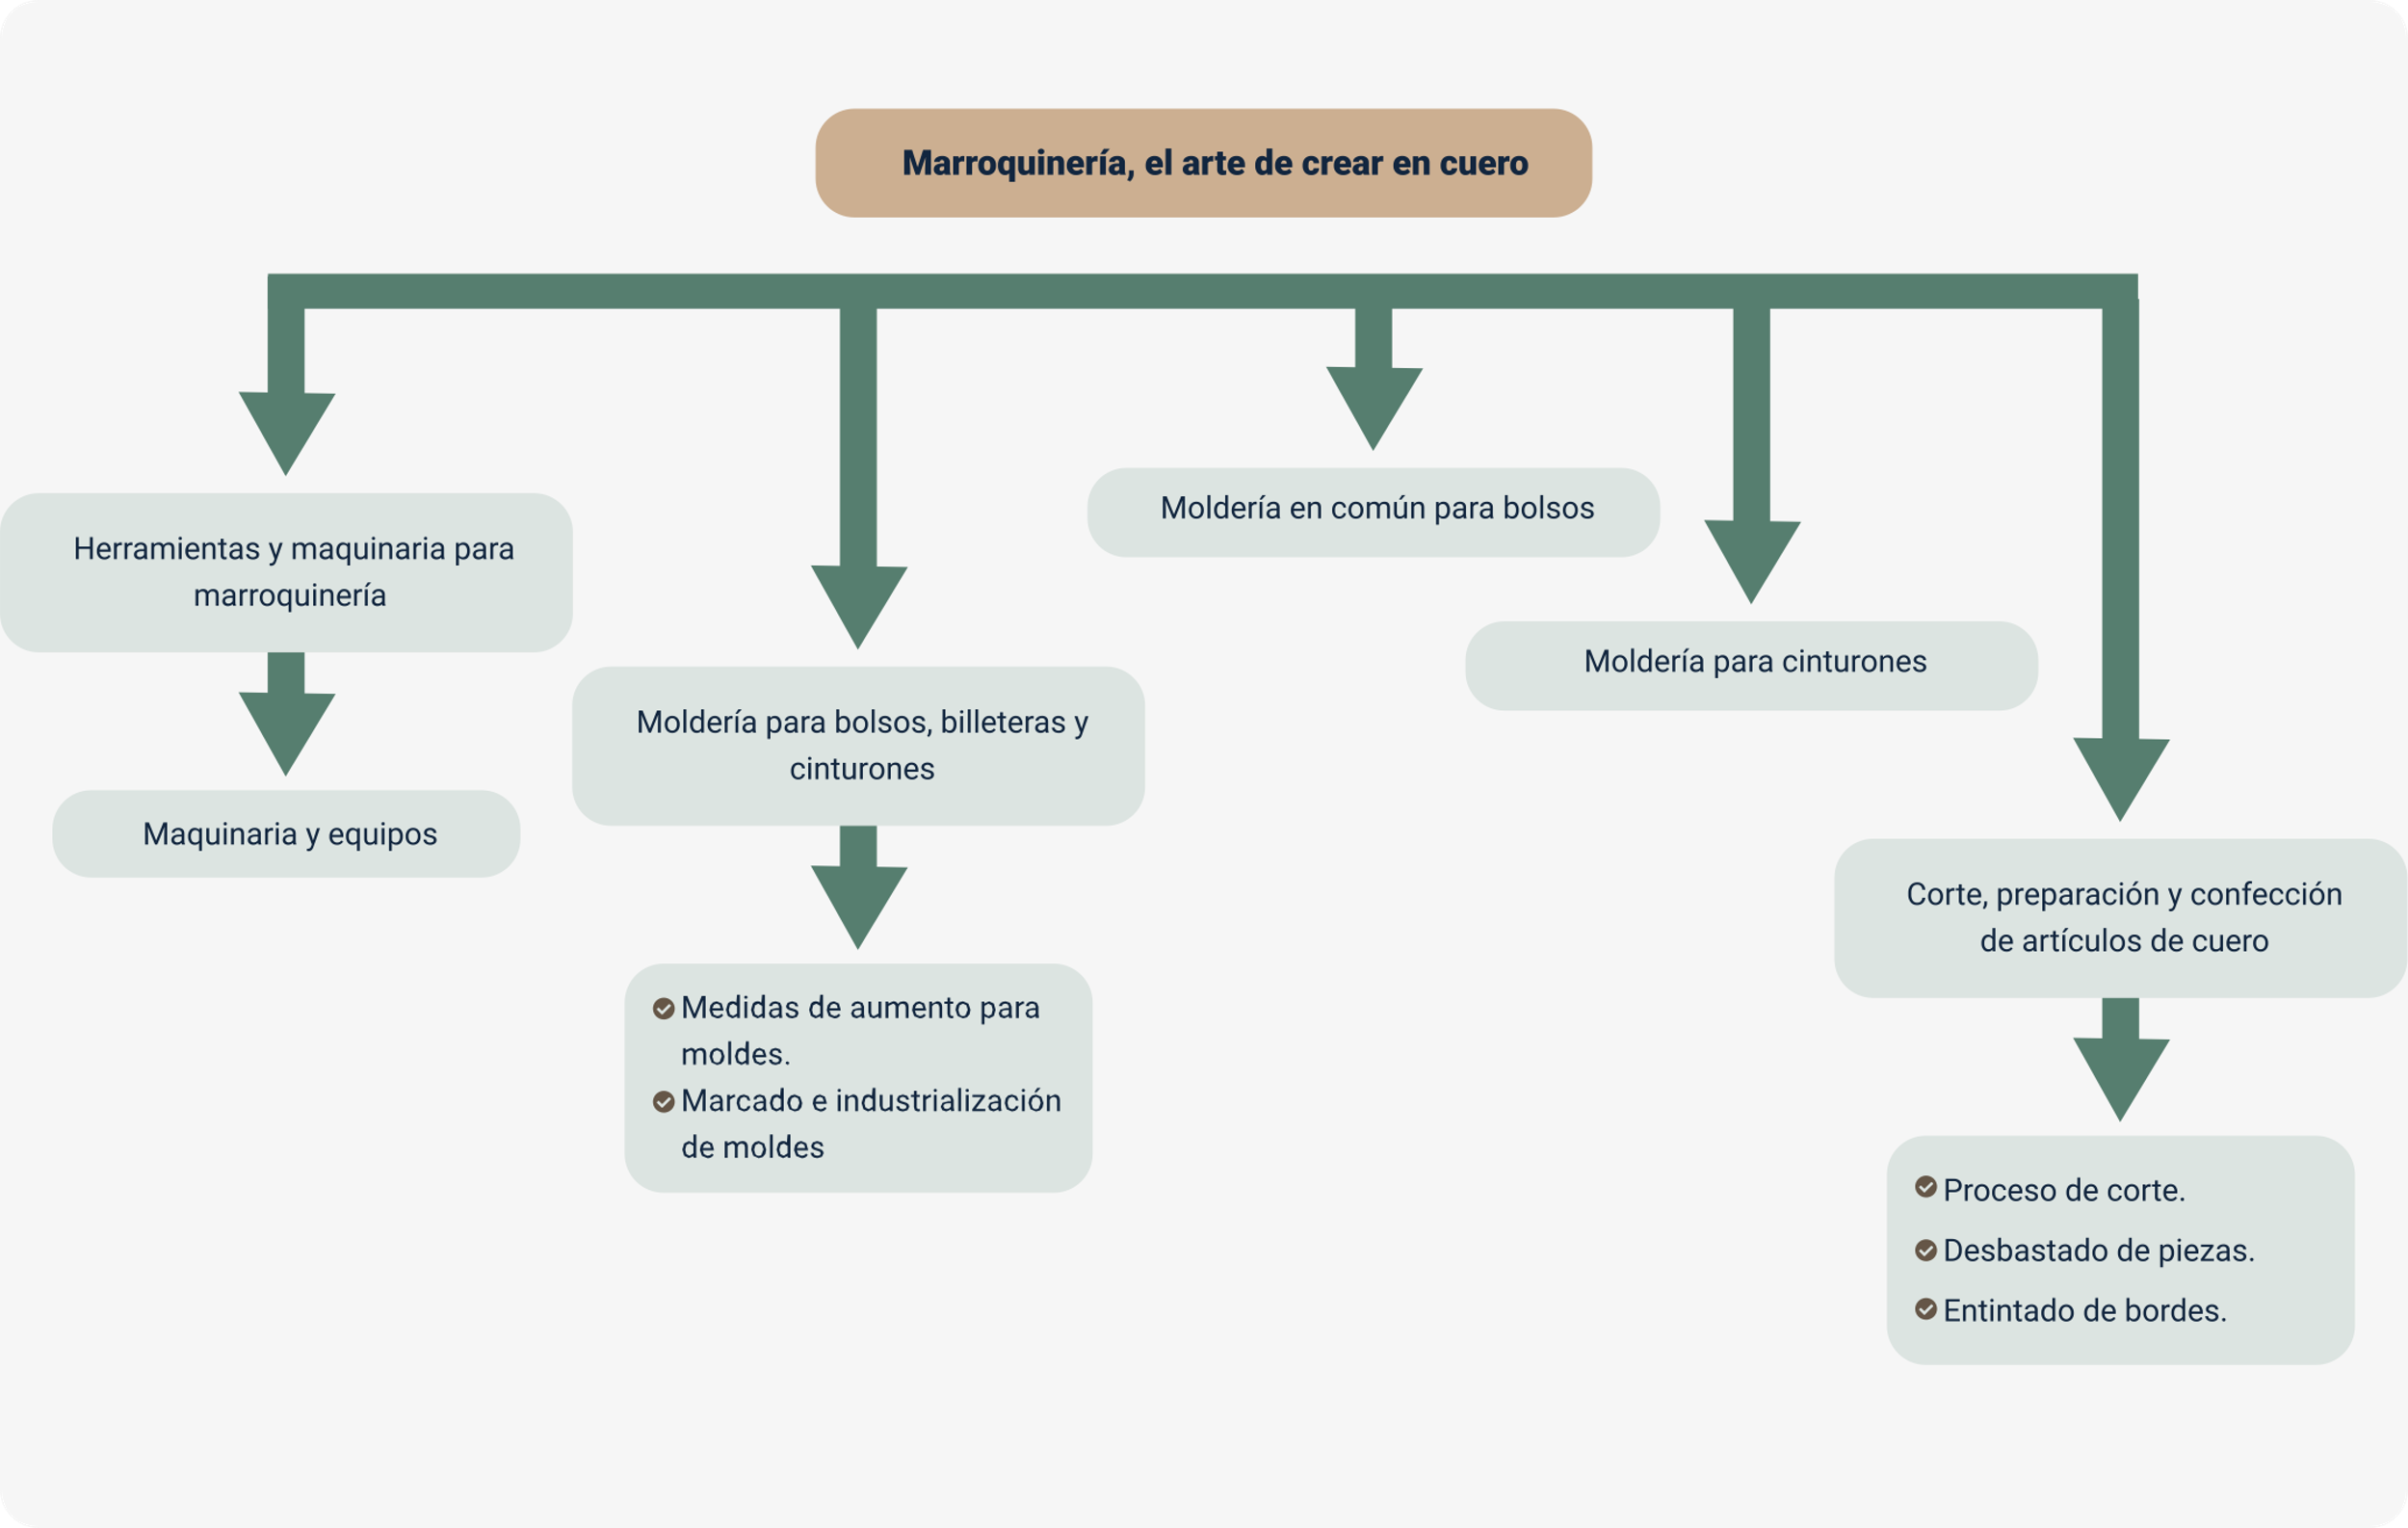 Marroquinería, el arte de crear en cuero
Herramientas y maquinaria para
marroquinería
Maquinaria y equipos
Moldería para bolsos, billeteras y
cinturones
Medidas de aumento para
moldes.
Marcado e industrialización
de moldes
Moldería en común para bolsos
Moldería para cinturones
Corte, preparación y confección
de artículos de cuero
Proceso de corte.
Desbastado de piezas.
Entintado de bordes.